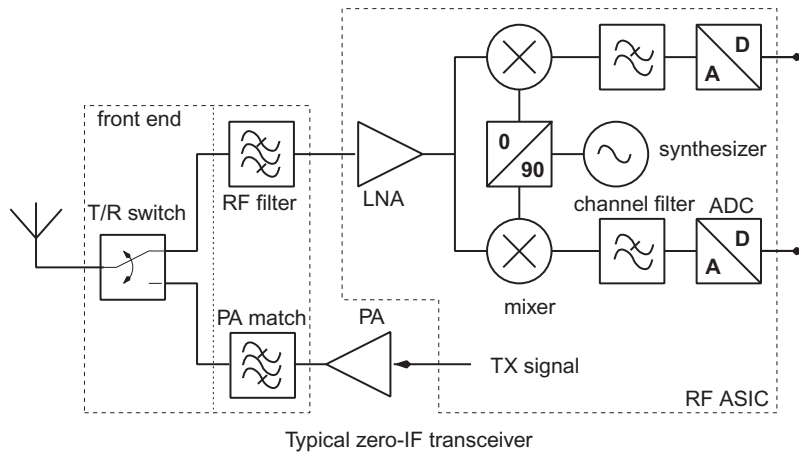 front end
T/R switch
RF filter
LNA
0
90
synthesizer
channel filter
ADC
D
A
D
A
mixer
PA match
PA
TX signal
RF ASIC
Typical zero-IF transceiver